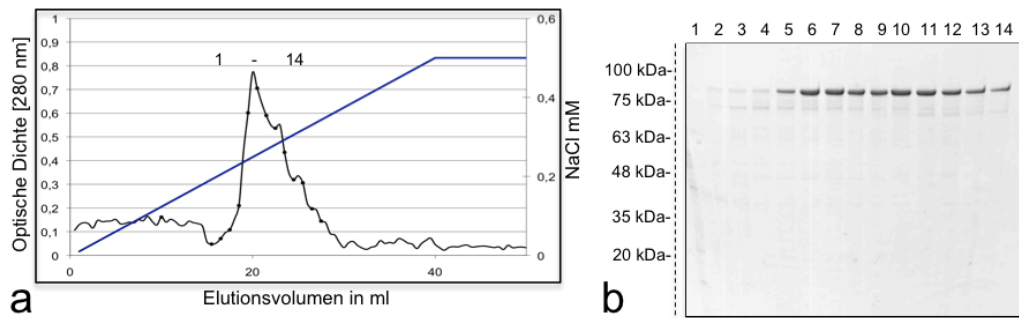 1 - 14
Optische Dichte [280 nm]
1
0,9
0,8
0,7
0,6
0,5
0,4
0,3
0,2
0,1
0
0 20 40
Elutionsvolumen in ml
0,6
0,4
0,2
0
NaCl mM
a
1 2 3 4 5 6 7 8 9 10 11 12 13 14
100 kDa-
75 kDa-
63 kDa-
48 kDa-
35 kDa-
20 kDa-
b